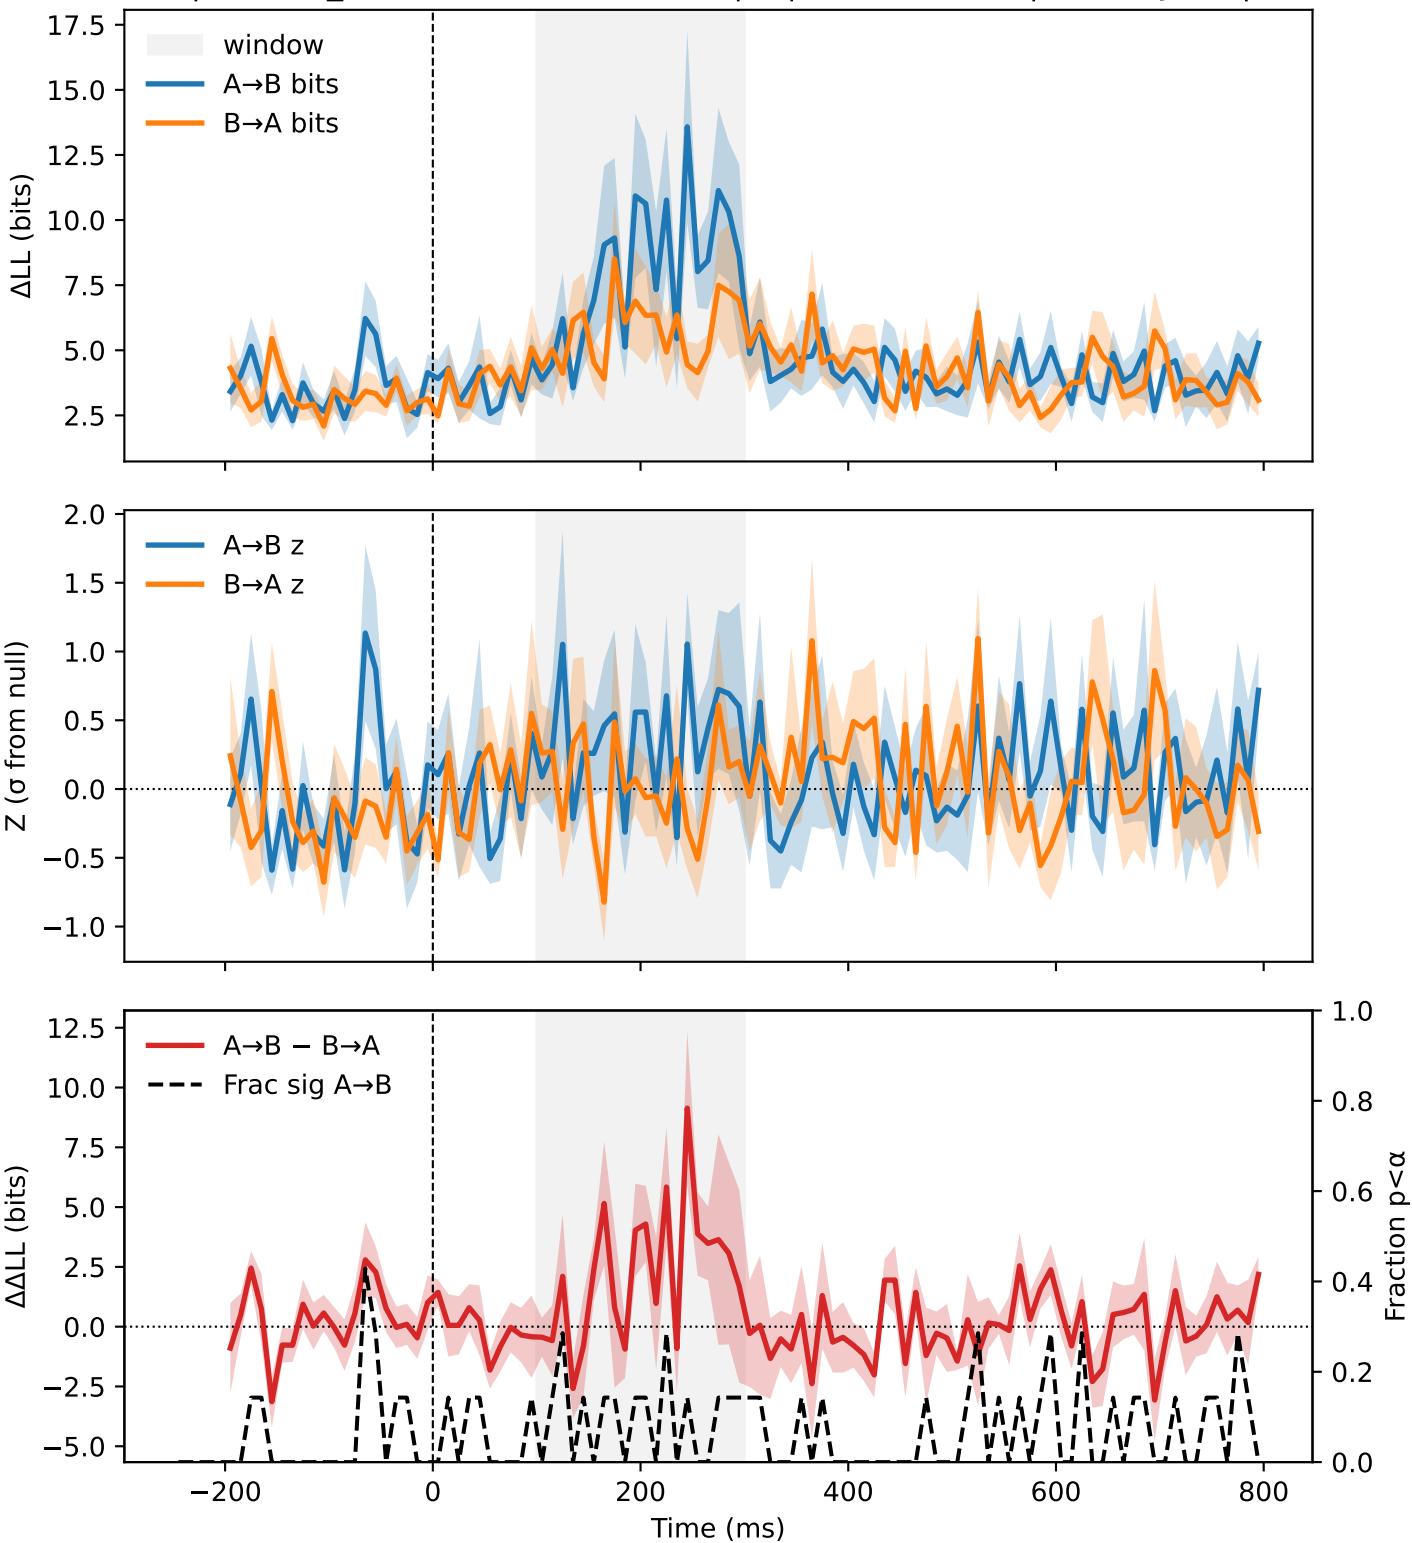 17.5
15.0
12.5
10.0
7.5
5.0
2.5
ΔLL (bits)
window
A→B bits
B→A bits
2.0
1.5
1.0
0.5
0.0
−0.5
−1.0
Z (σ from null)
A→B z
B→A z
12.5
10.0
7.5
5.0
2.5
0.0
−2.5
−5.0
ΔΔLL (bits)
A→B − B→A
Frac sig A→B
1.0
0.8
0.6
0.4
0.2
0.0
Fraction p<α
−200
0
200
400
600
800
Time (ms)